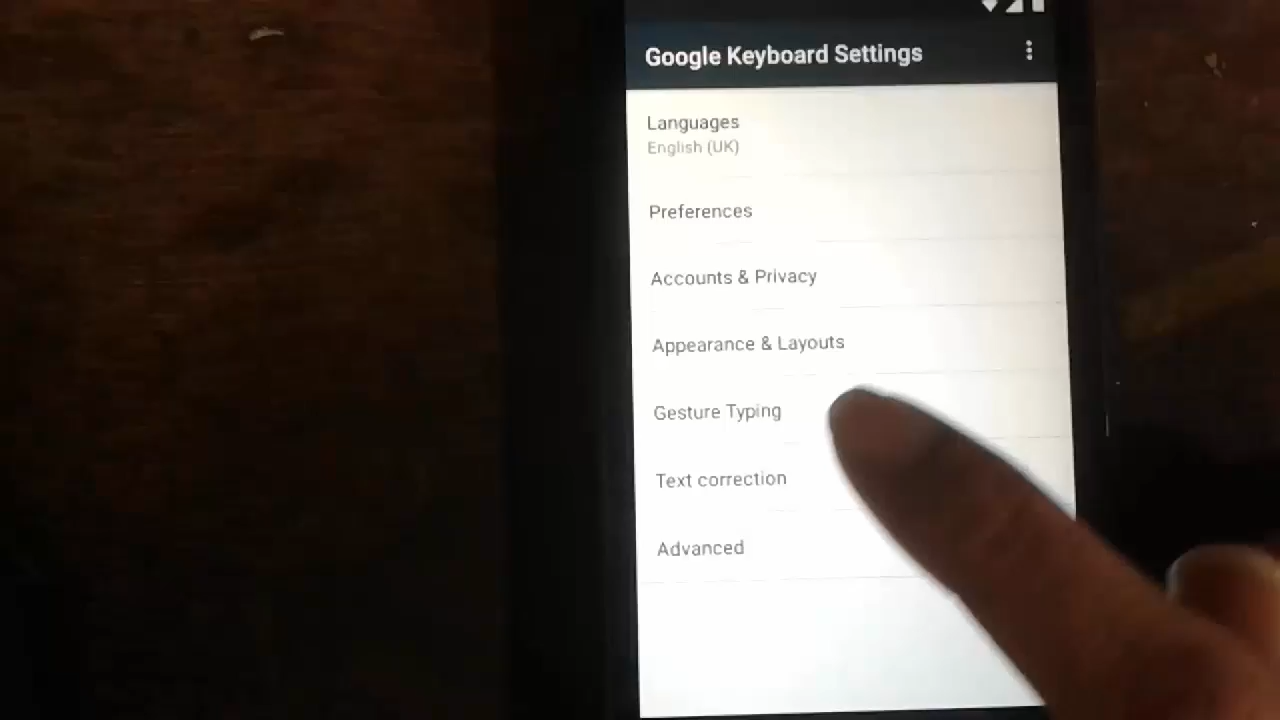 Google Keyboard Settings
Languages
English (UK)
Preferences
Accounts & Privacy
Appearance & Layouts
Gesture Typing
Text correction
Advanced